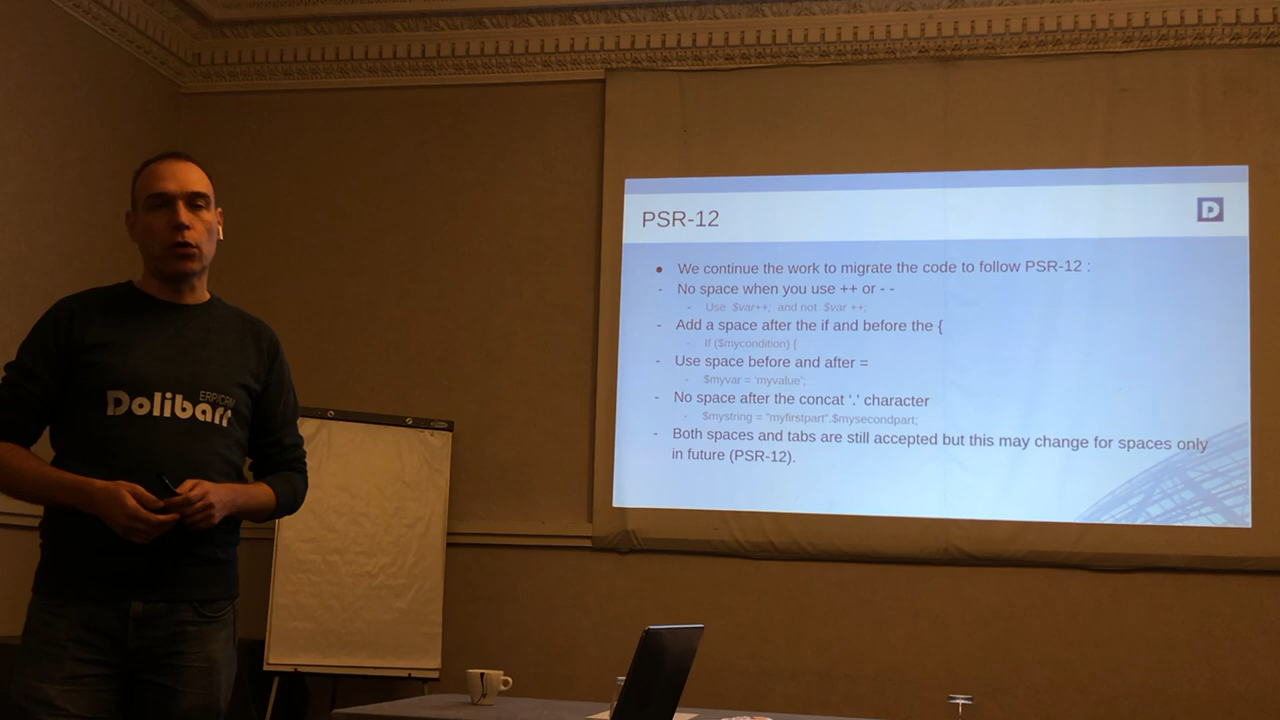 PSR-12
D
● We continue the work to migrate the code to follow PSR-12 :
- No space when you use ++ or - -
- Use $var++; and not $var ++;
- Add a space after the if and before the {
- If ($mycondition) {
- Use space before and after =
- $myvar = 'myvalue';
- No space after the concat '.' character
- $mystring = "myfirstpart".$mysecondpart;
- Both spaces and tabs are still accepted but this may change for spaces only
in future (PSR-12).
ERP/CRM
Dolibarr